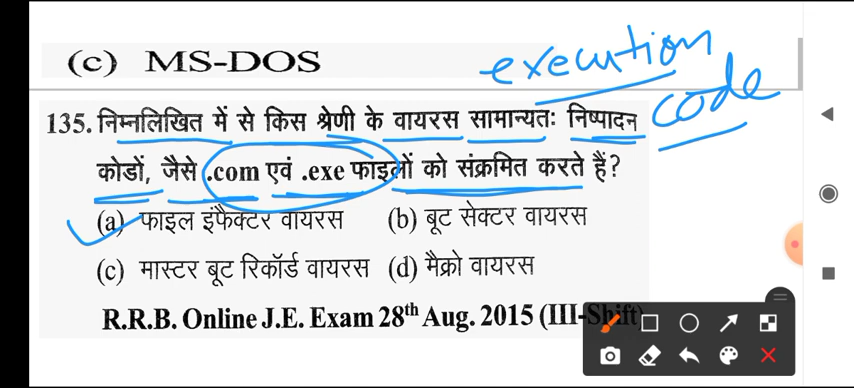 (c) MS-DOS
execution
code
135. निम्नलिखित में से किस श्रेणी के वायरस सामान्यतः निष्पादन
कोडों, जैसे .com एवं .exe फाइलों को संक्रमित करते हैं?
(a) फाइल इंफैक्टर वायरस (b) बूट सेक्टर वायरस
(c) मास्टर बूट रिकॉर्ड वायरस (d) मैक्रो वायरस
R.R.B. Online J.E. Exam 28th Aug. 2015 (III-Shift)